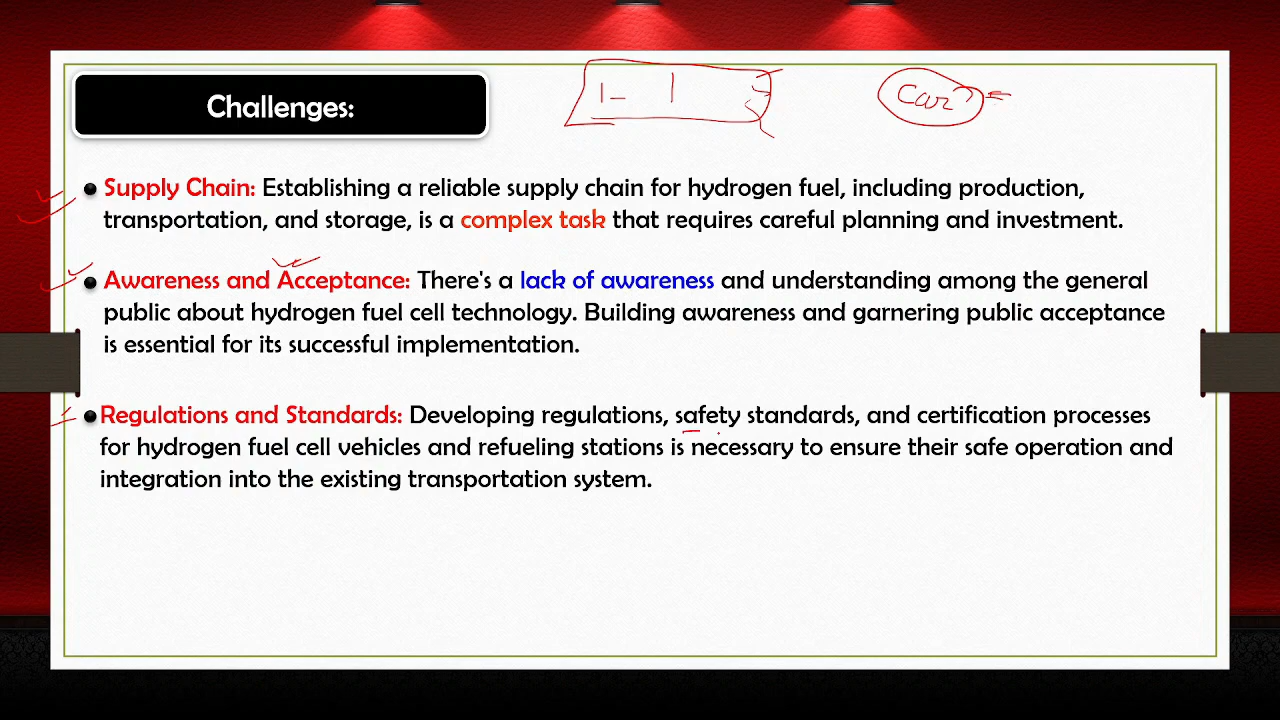 Challenges:
Car
• Supply Chain: Establishing a reliable supply chain for hydrogen fuel, including production,
transportation, and storage, is a complex task that requires careful planning and investment.
• Awareness and Acceptance: There's a lack of awareness and understanding among the general
public about hydrogen fuel cell technology. Building awareness and garnering public acceptance
is essential for its successful implementation.
• Regulations and Standards: Developing regulations, safety standards, and certification processes
for hydrogen fuel cell vehicles and refueling stations is necessary to ensure their safe operation and
integration into the existing transportation system.